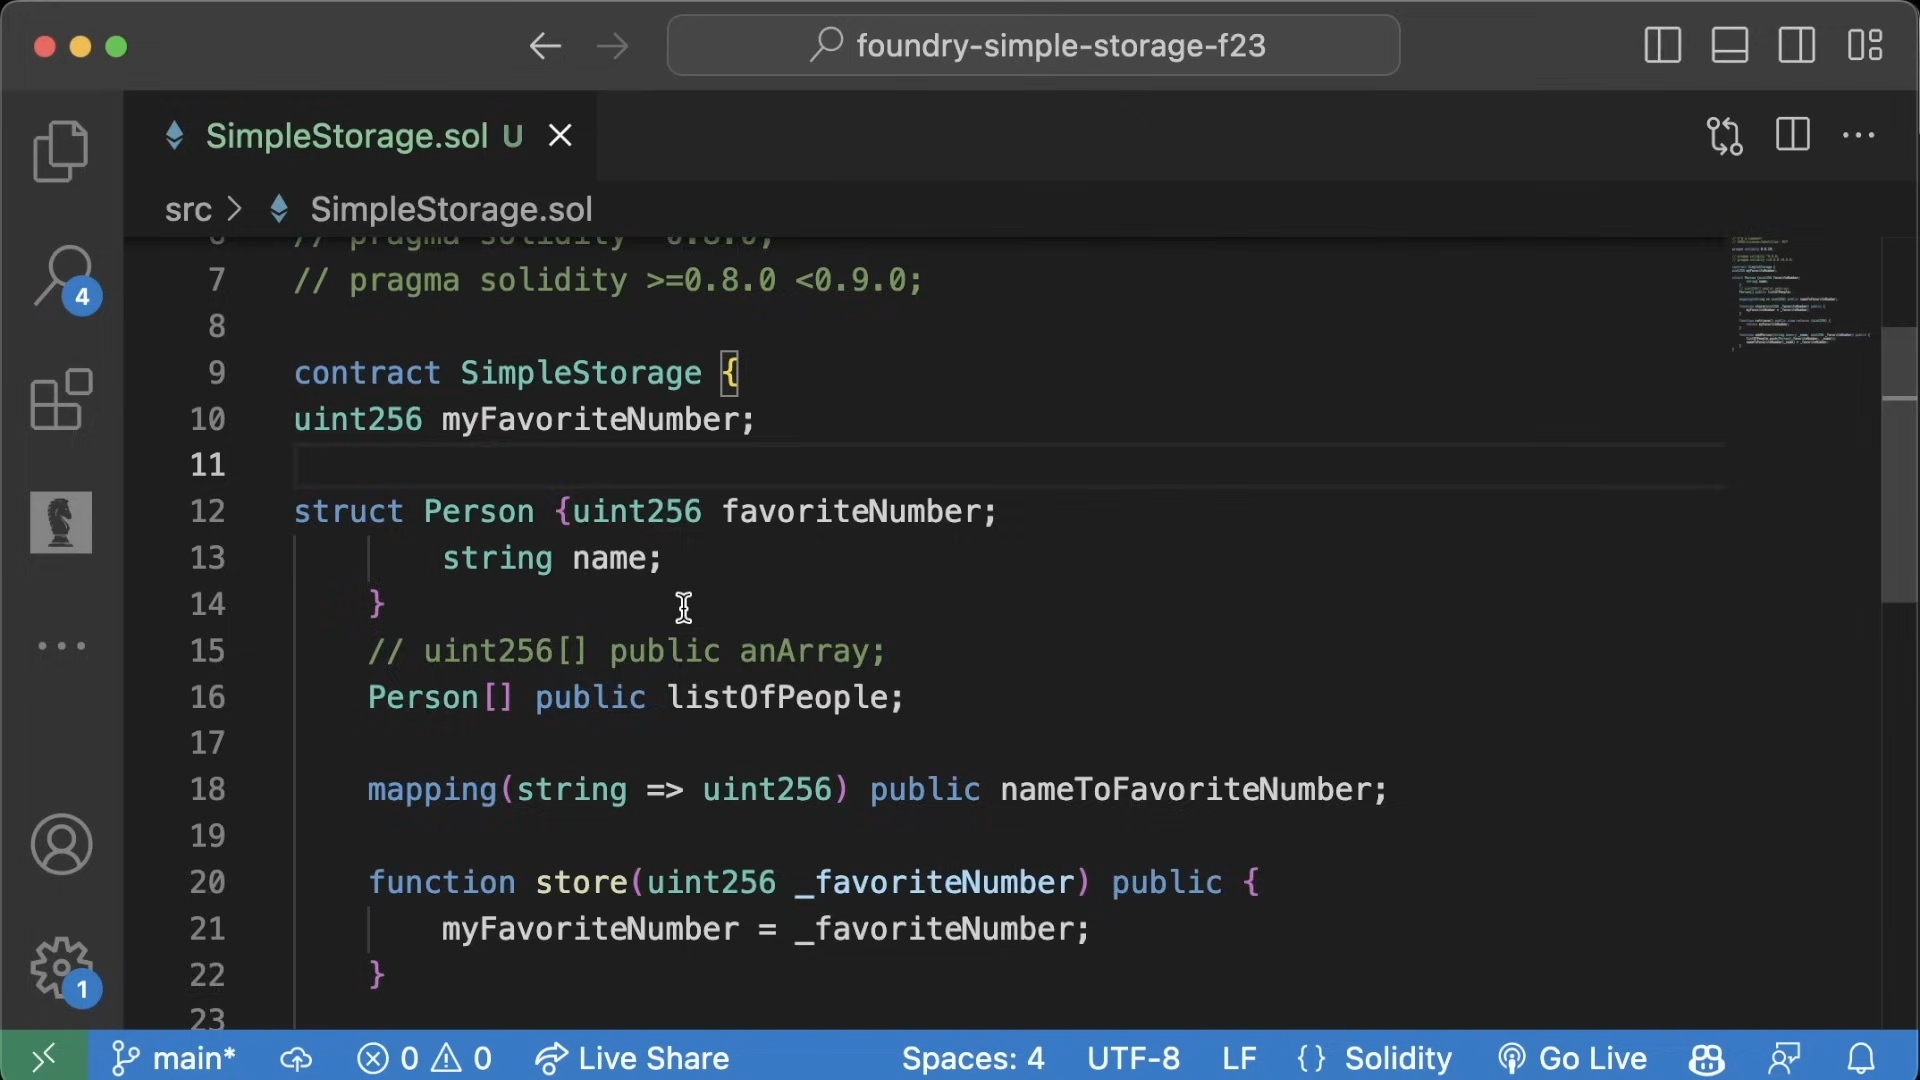 foundry-simple-storage-f23
SimpleStorage.sol U
src > SimpleStorage.sol
4
7 // pragma solidity >=0.8.0 <0.9.0;
8
9 contract SimpleStorage {
10 uint256 myFavoriteNumber;
11
12 struct Person {uint256 favoriteNumber;
13 string name;
14 }
15 // uint256[] public anArray;
16 Person[] public listOfPeople;
17
18 mapping(string => uint256) public nameToFavoriteNumber;
19
20 function store(uint256 _favoriteNumber) public {
21 myFavoriteNumber = _favoriteNumber;
22 }
23
1
main* 0 0 Live Share Spaces: 4 UTF-8 LF {} Solidity Go Live